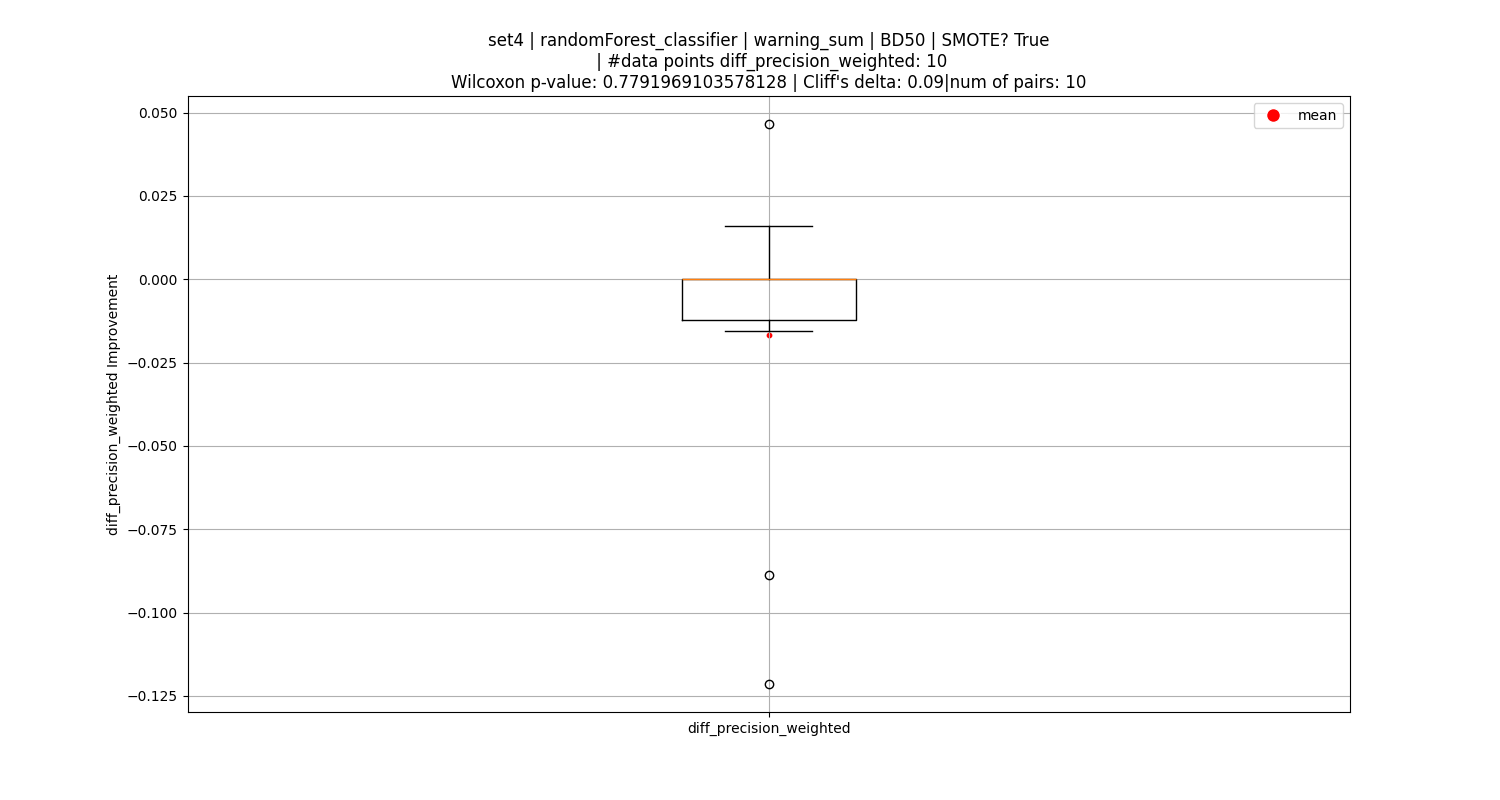 set4 | randomForest_classifier | warning_sum | BD50 | SMOTE? True
| #data points diff_precision_weighted: 10
Wilcoxon p-value: 0.7791969103578128 | Cliff's delta: 0.09|num of pairs: 10
mean
0.050
0.025
0.000
−0.025
−0.050
−0.075
−0.100
−0.125
diff_precision_weighted Improvement
diff_precision_weighted